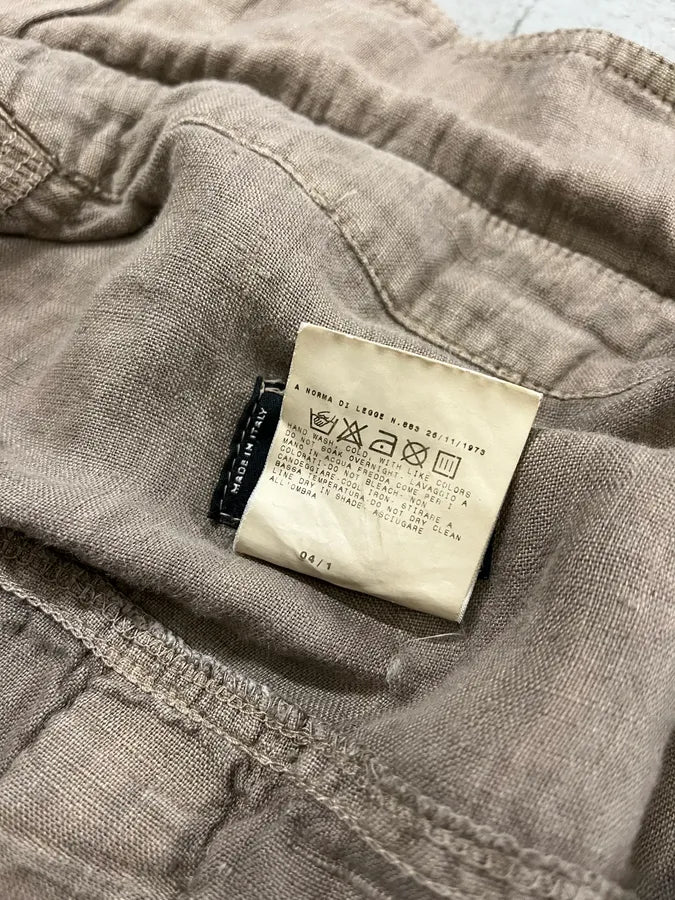 A NORMA DI LEGGE N.883 26/11/1973
HAND WASH, COLD, WITH LIKE COLORS
DO NOT SOAK OVERNIGHT. LAVAGGIO A
MANO IN ACQUA FREDDA COME PER I
COLORATI-DO NOT BLEACH- NON
CANDEGGIARE-COOL IRON- STIRARE A
BASSA TEMPERATURA-DO NOT DRY CLEAN
LINE DRY IN SHADE- ASCIUGARE
ALL'OMBRA
04/1
MADE IN ITALY